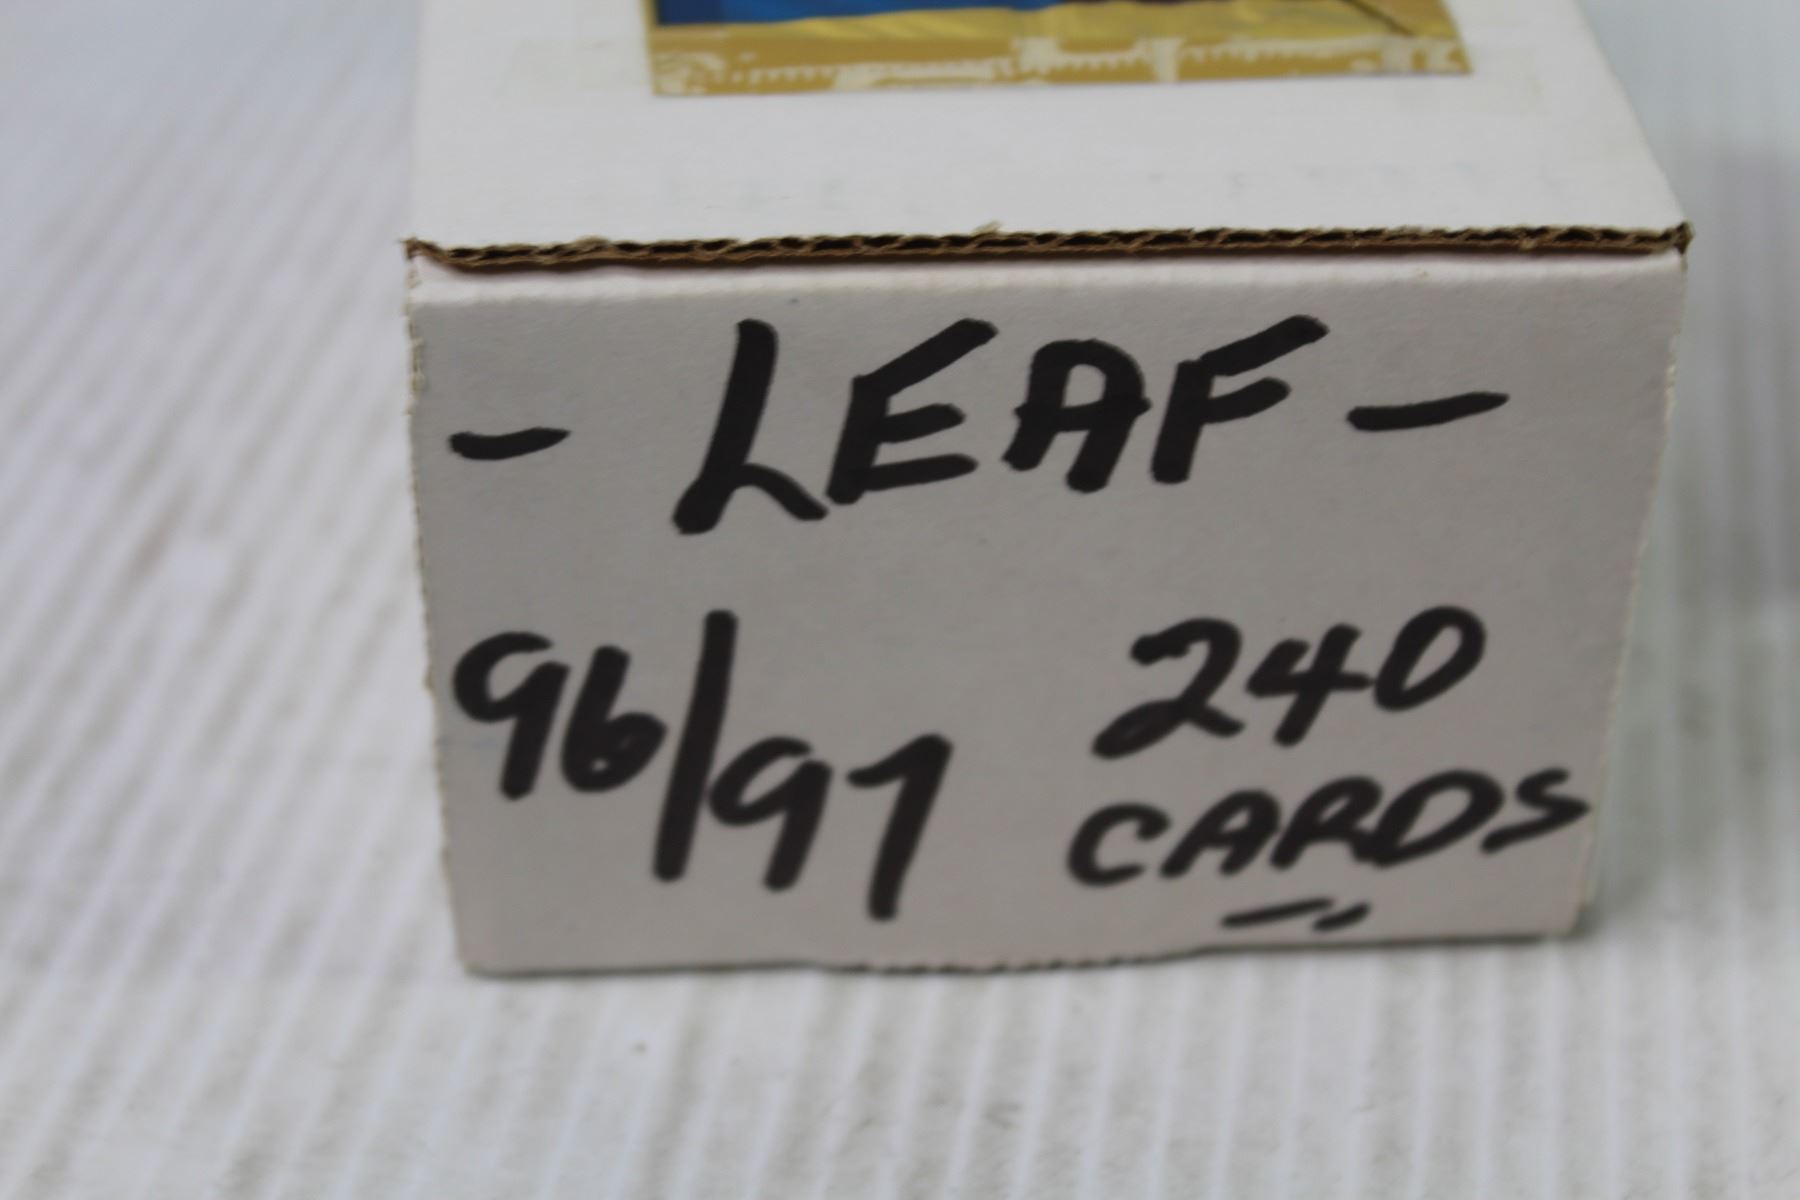 - LEAF -
96/97 240
CARDS